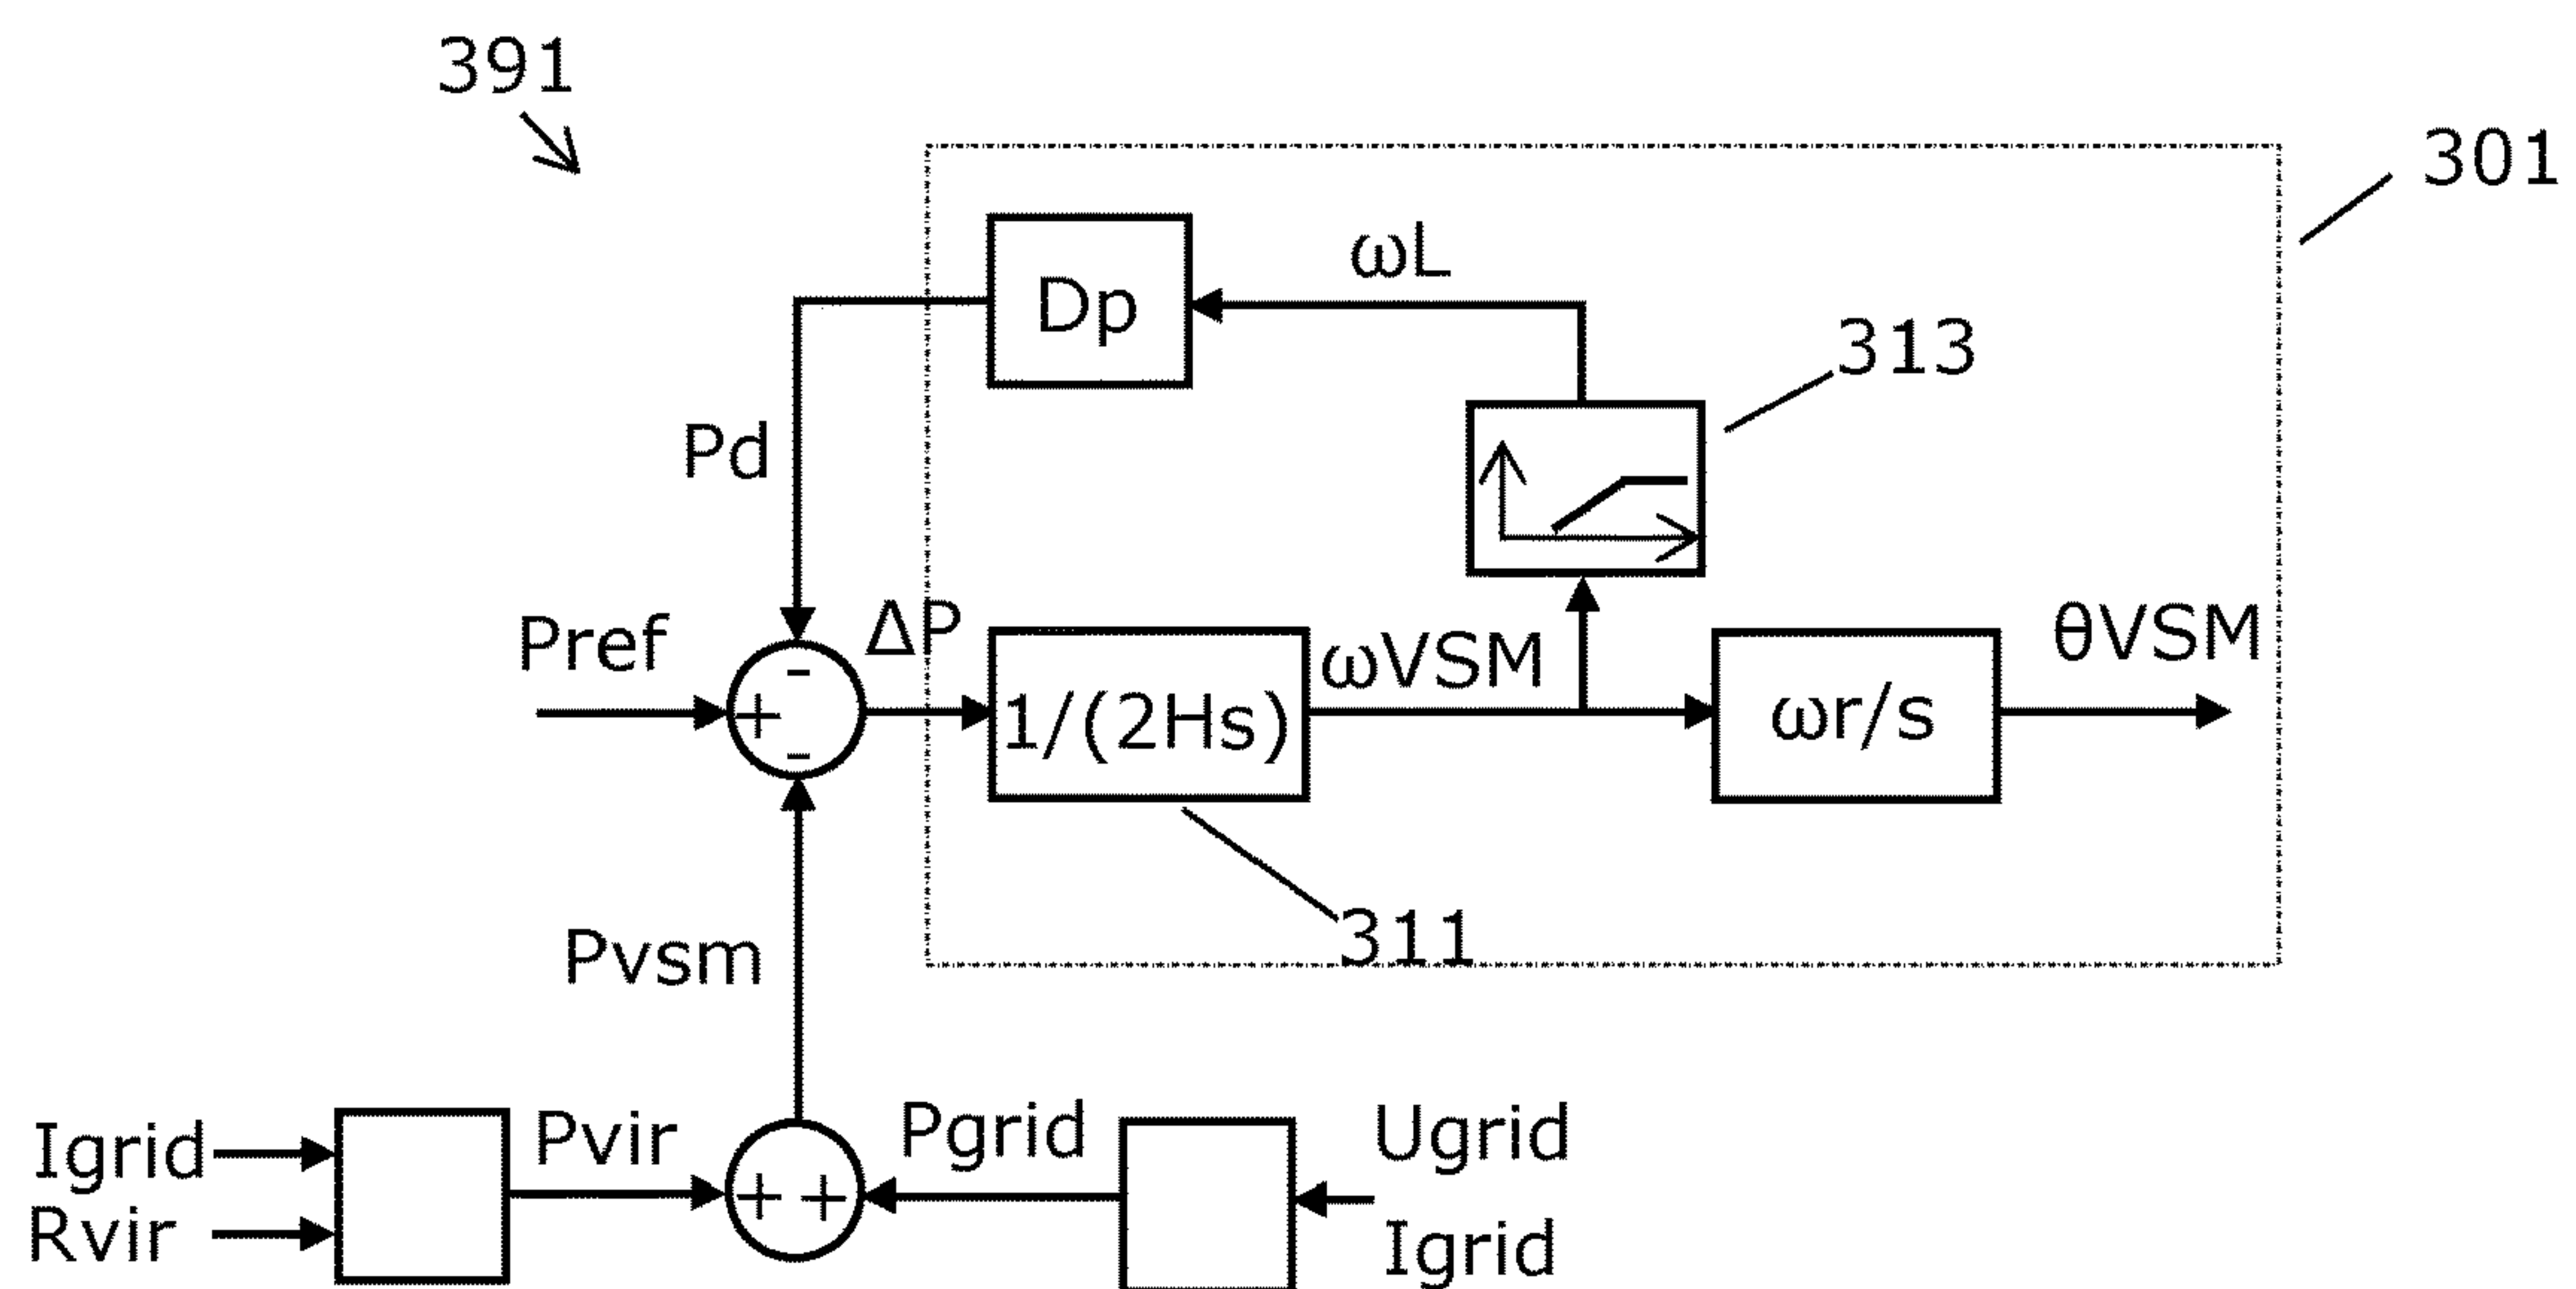 391
301
Dp
ωL
313
Pd
Pref
-
+
-
ΔP
1/(2Hs)
ωVSM
ωr/s
θVSM
311
Pvsm
Igrid
Rvir
Pvir
+ +
Pgrid
Ugrid
Igrid